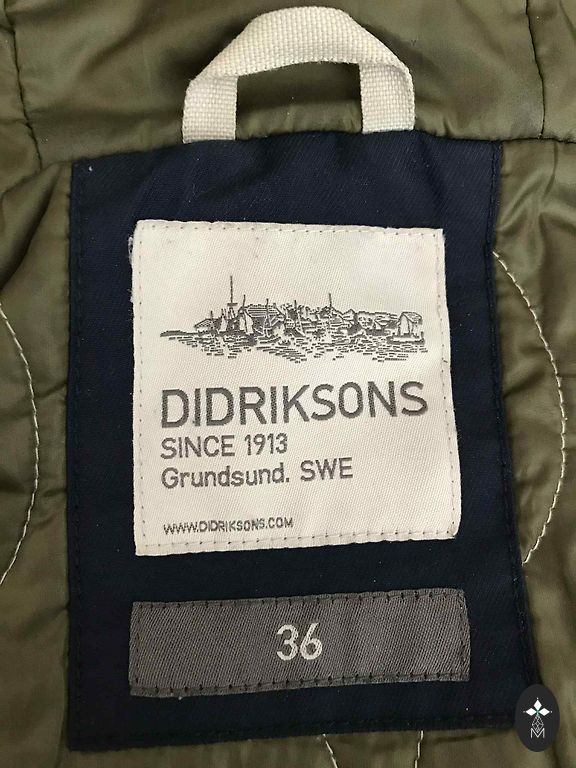 DIDRIKSONS
SINCE 1913
Grundsund. SWE
WWW.DIDRIKSONS.COM
36
M